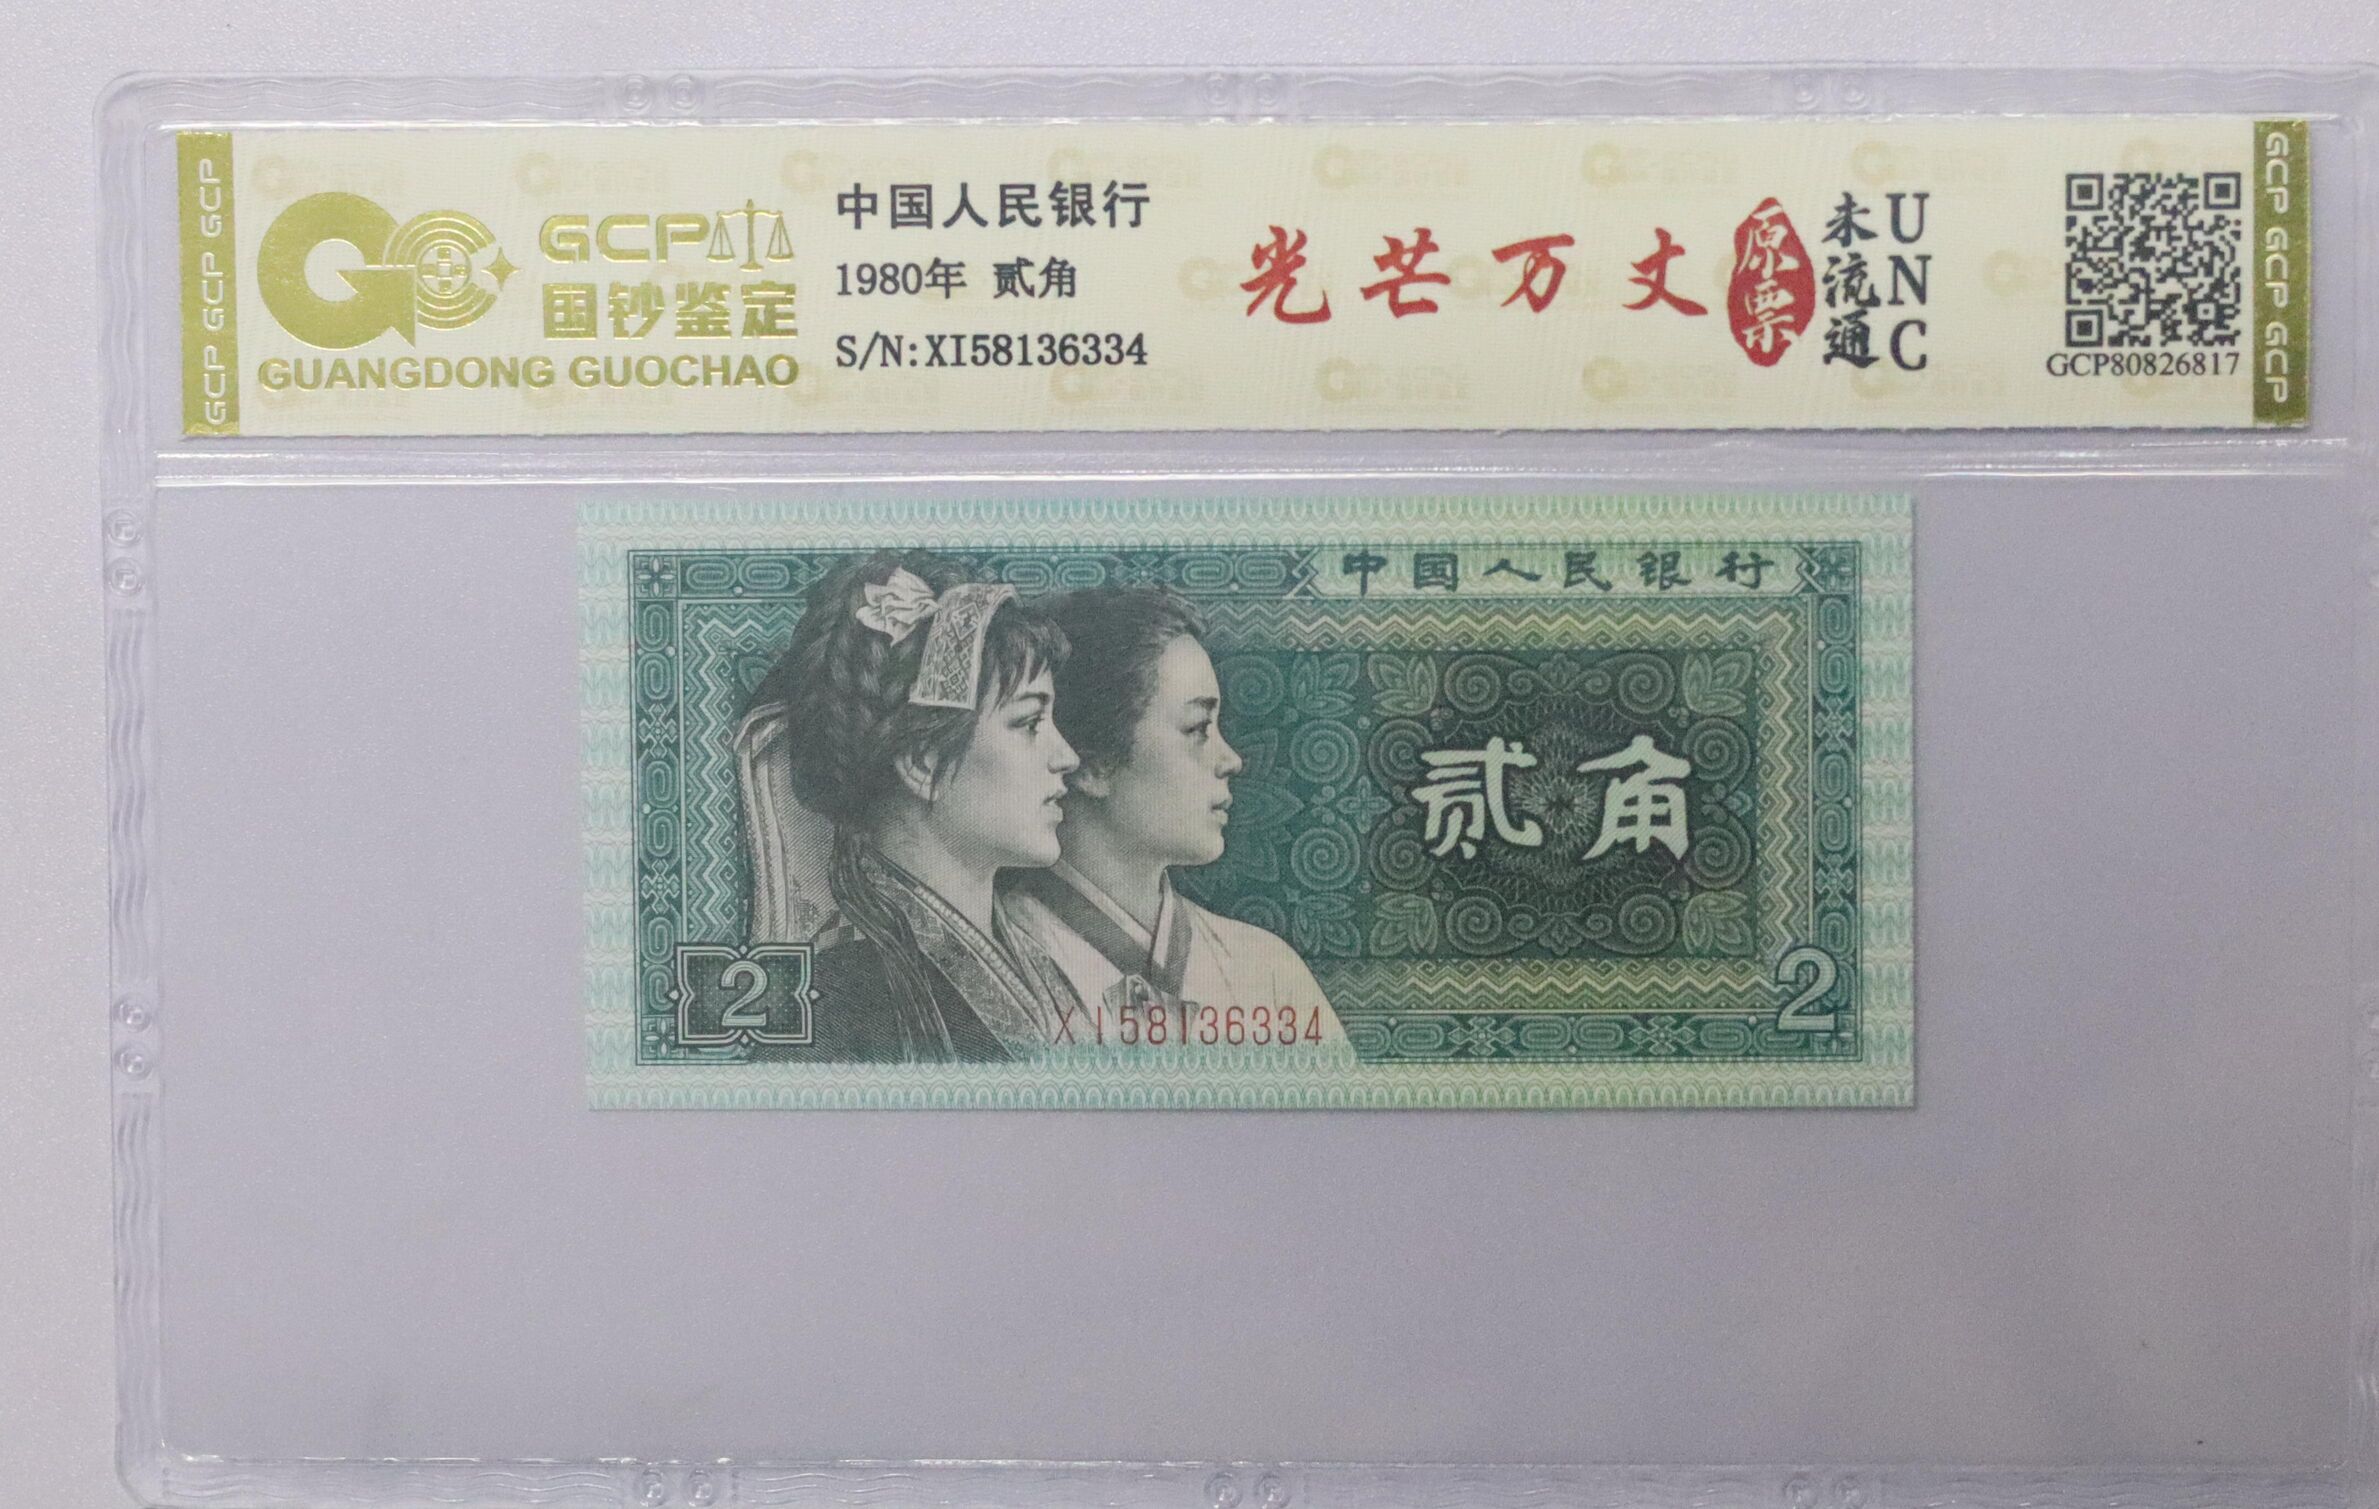 GCP GCP GCP
GCP
国钞鉴定
GUANGDONG GUOCHAO
中国人民银行
1980年 贰角
S/N:XI58136334
光芒万丈
原票
未流通
UNC
GCP80826817
GCP GCP GCP
中国人民银行
贰角
2
XI58136334
2